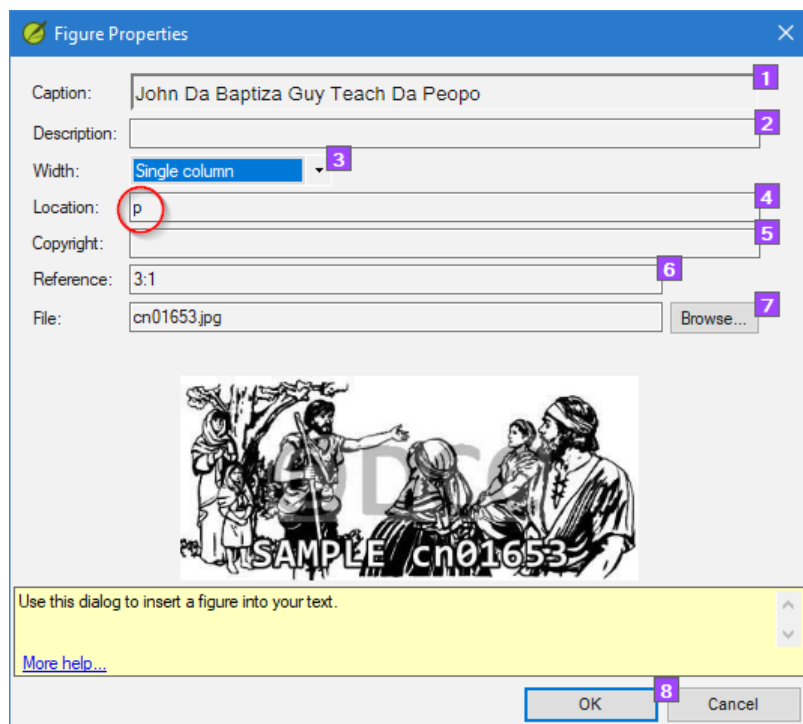 Figure Properties
Caption: John Da Baptiza Guy Teach Da Peopo 1
Description: 2
Width: Single column 3
Location: p 4
Copyright: 5
Reference: 3:1 6
File: cn01653.jpg Browse... 7
SAMPLE cn01653
Use this dialog to insert a figure into your text.
More help...
OK 8 Cancel